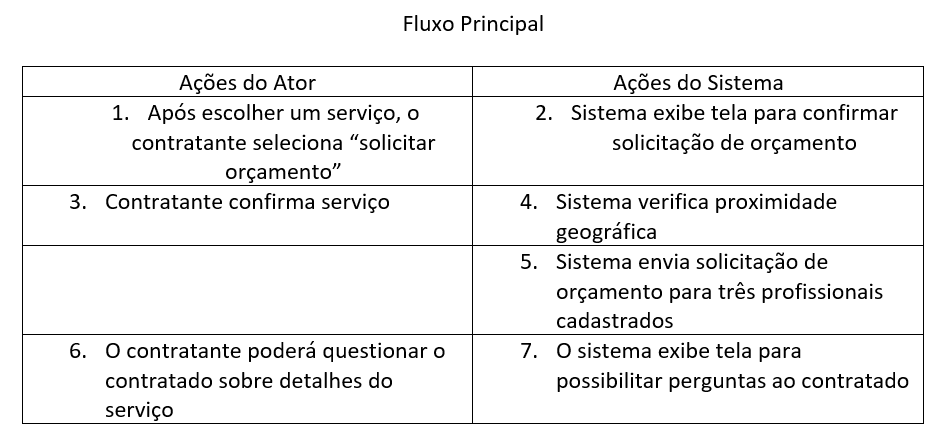 Fluxo Principal
Ações do Ator
Ações do Sistema
1. Após escolher um serviço, o
contratante seleciona “solicitar
orçamento”
2. Sistema exibe tela para confirmar
solicitação de orçamento
3. Contratante confirma serviço
4. Sistema verifica proximidade
geográfica
5. Sistema envia solicitação de
orçamento para três profissionais
cadastrados
6. O contratante poderá questionar o
contratado sobre detalhes do
serviço
7. O sistema exibe tela para
possibilitar perguntas ao contratado